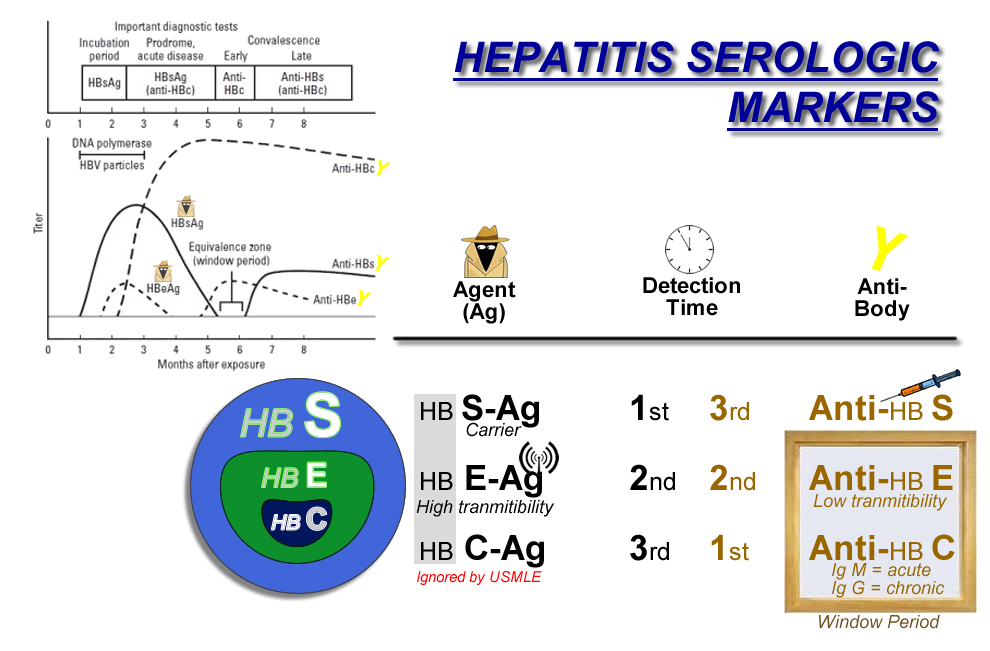 Important diagnostic tests
Incubation period
Prodrome, acute disease
Convalescence
Early
Late
HBsAg
HBsAg (anti-HBc)
Anti-HBc
Anti-HBs (anti-HBc)
0 1 2 3 4 5 6 7 8
DNA polymerase
HBV particles
Anti-HBc
HBsAg
Equivalence zone
(window period)
HBeAg
Anti-HBs
Anti-HBe
Titer
0 1 2 3 4 5 6 7 8
Months after exposure
HEPATITIS SEROLOGIC
MARKERS
Agent
(Ag)
Detection
Time
Anti-
Body
HB S
HB E
HB C
HB S-Ag 1st 3rd Anti-HB S
Carrier
HB E-Ag 2nd 2nd Anti-HB E
High tranmitibility
Low tranmitibility
HB C-Ag 3rd 1st Anti-HB C
Ignored by USMLE
Ig M = acute
Ig G = chronic
Window Period